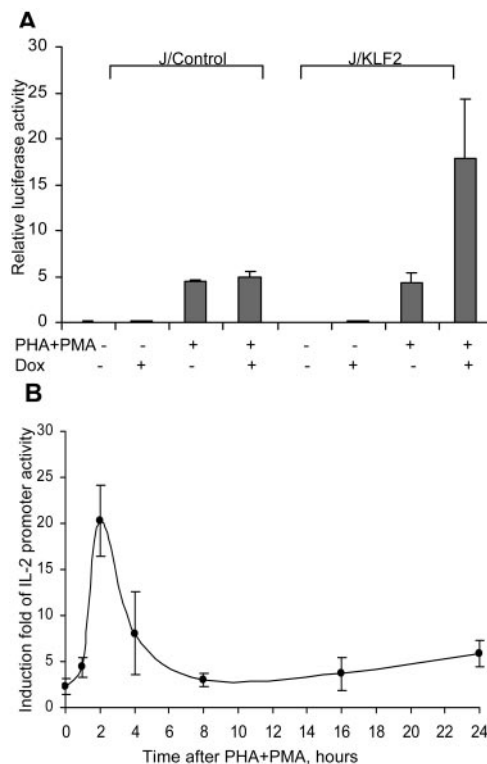 A
J/Control J/KLF2
30
25
20
15
10
5
0
Relative luciferase activity
PHA+PMA - - + + - - + +
Dox - + - + - + - +
B
35
30
25
20
15
10
5
0
Induction fold of IL-2 promoter activity
0 2 4 6 8 10 12 14 16 18 20 22 24
Time after PHA+PMA, hours